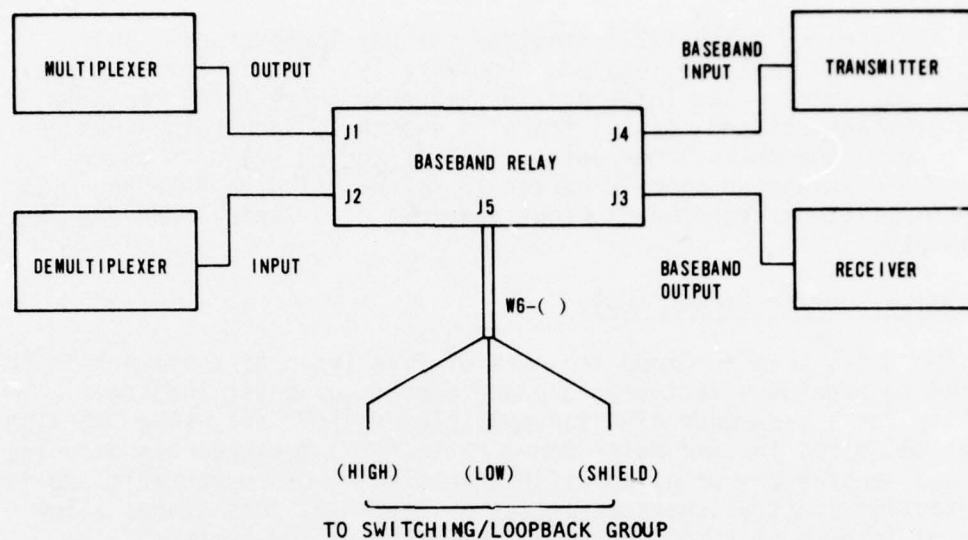 MULTIPLEXER
OUTPUT
BASEBAND
INPUT
TRANSMITTER
J1
J4
BASEBAND RELAY
J2
J5
J3
DEMULTIPLEXER
INPUT
BASEBAND
OUTPUT
RECEIVER
W6-( )
(HIGH) (LOW) (SHIELD)
TO SWITCHING/LOOPBACK GROUP